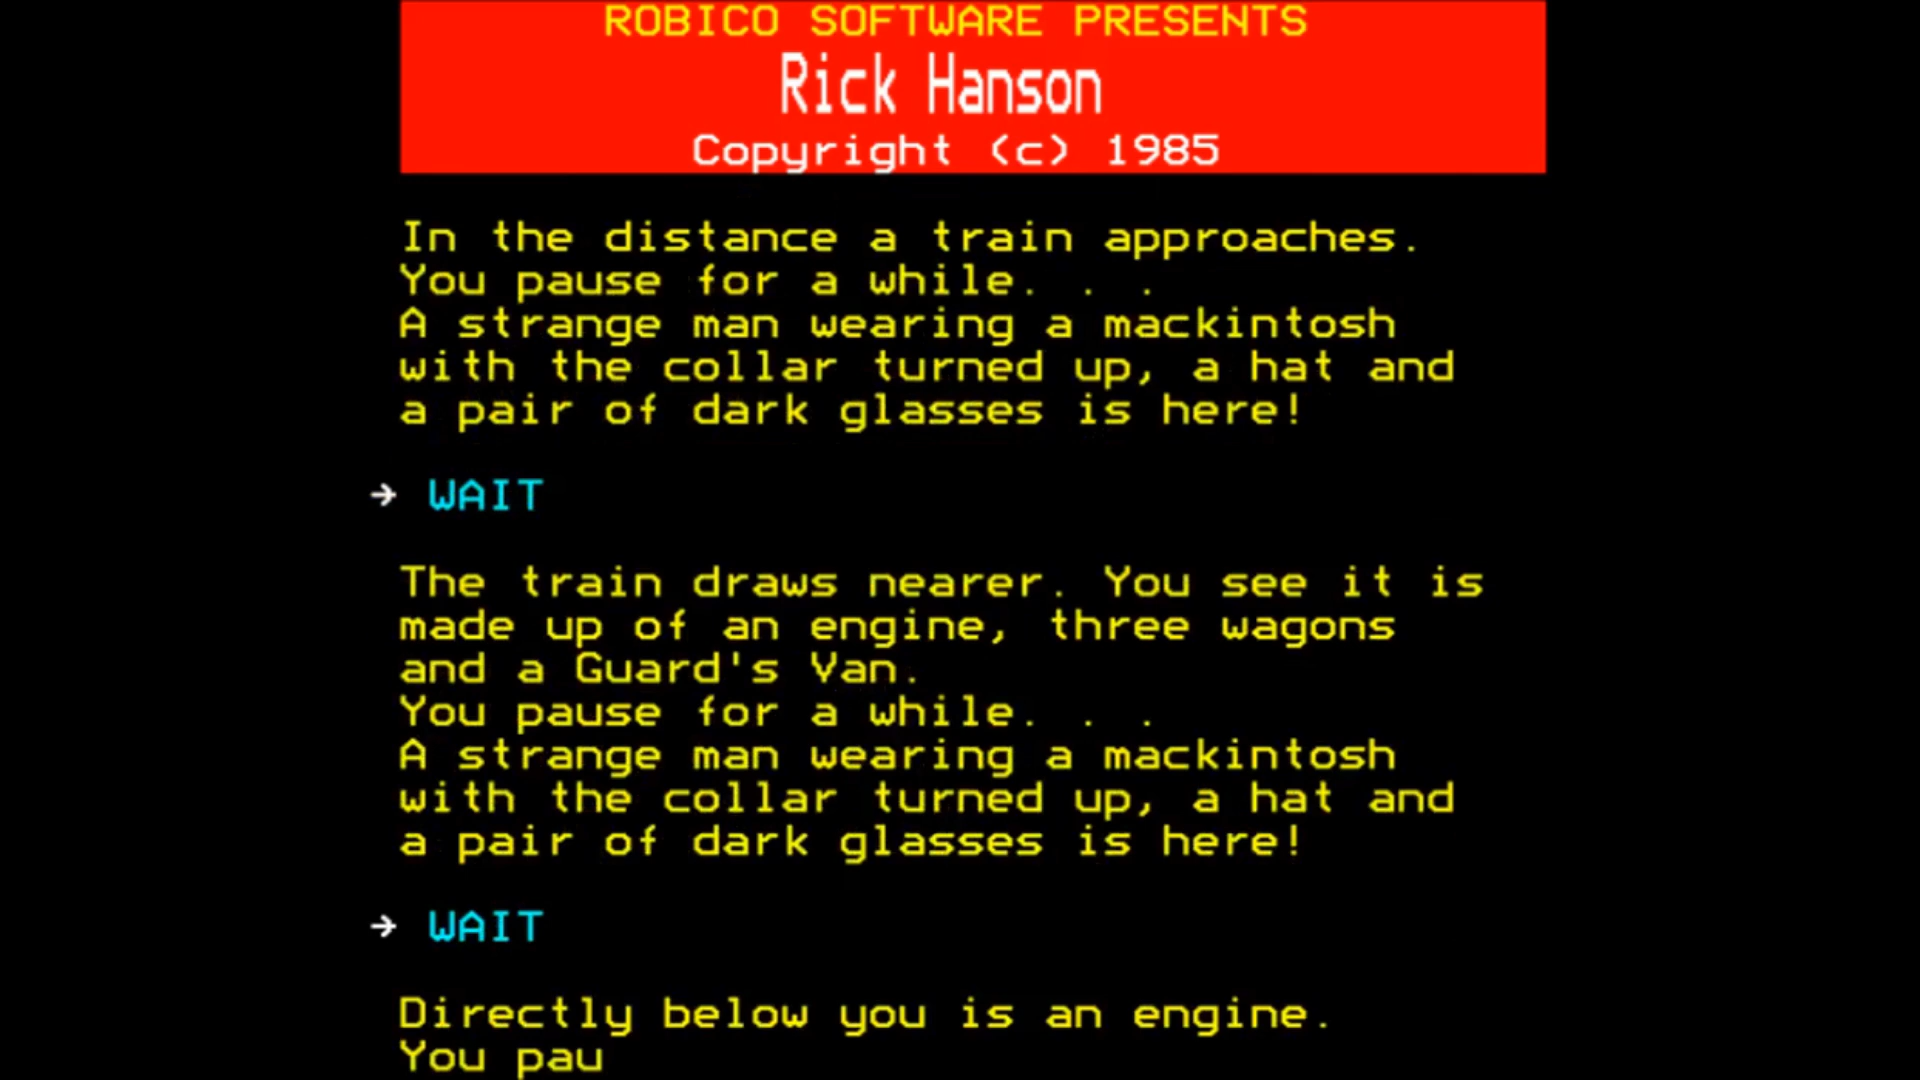 ROBICO SOFTWARE PRESENTS
Rick Hanson
Copyright (c) 1985
In the distance a train approaches.
You pause for a while. . .
A strange man wearing a mackintosh
with the collar turned up, a hat and
a pair of dark glasses is here!
→ WAIT
The train draws nearer. You see it is
made up of an engine, three wagons
and a Guard's Van.
You pause for a while. . .
A strange man wearing a mackintosh
with the collar turned up, a hat and
a pair of dark glasses is here!
→ WAIT
Directly below you is an engine.
You pau